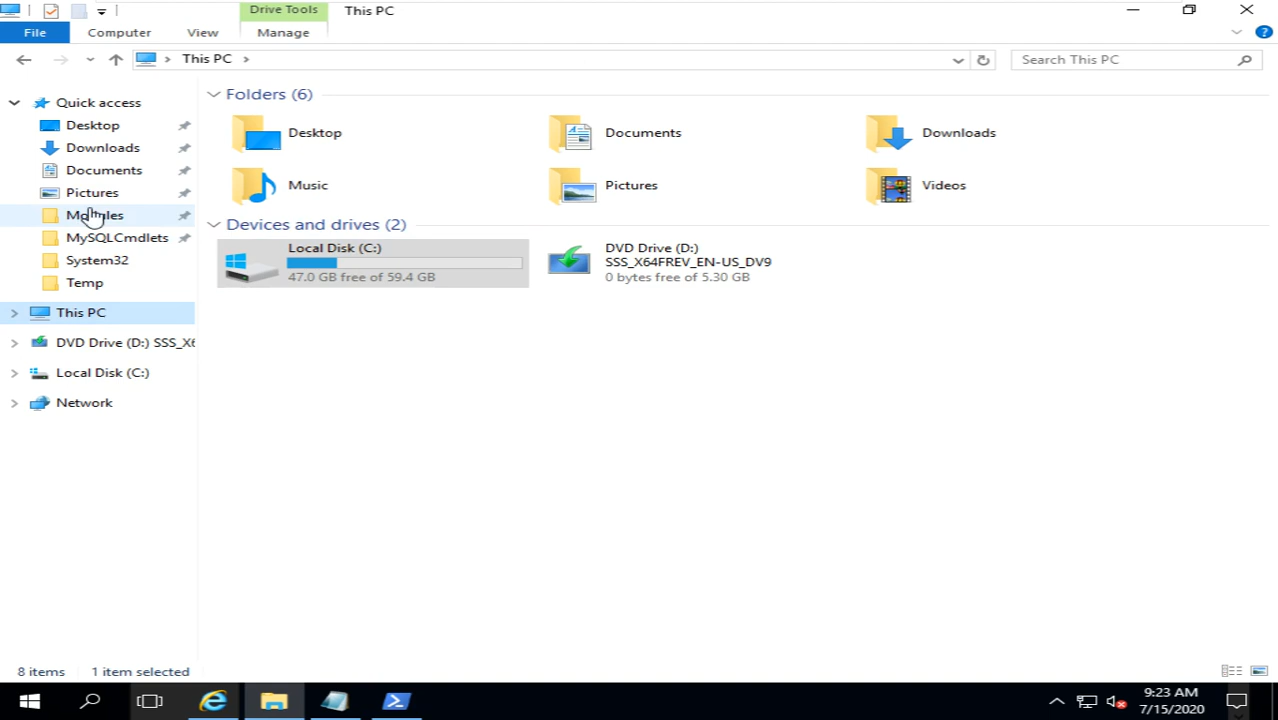 Drive Tools
This PC
File
Computer
View
Manage
This PC
Search This PC
Quick access
Desktop
Downloads
Documents
Pictures
MySQLCmdlets
System32
Temp
This PC
DVD Drive (D:) SSS_X6
Local Disk (C:)
Network
Folders (6)
Desktop
Documents
Downloads
Music
Pictures
Videos
Devices and drives (2)
Local Disk (C:)
47.0 GB free of 59.4 GB
DVD Drive (D:)
SSS_X64FREV_EN-US_DV9
0 bytes free of 5.30 GB
8 items
1 item selected
9:23 AM
7/15/2020